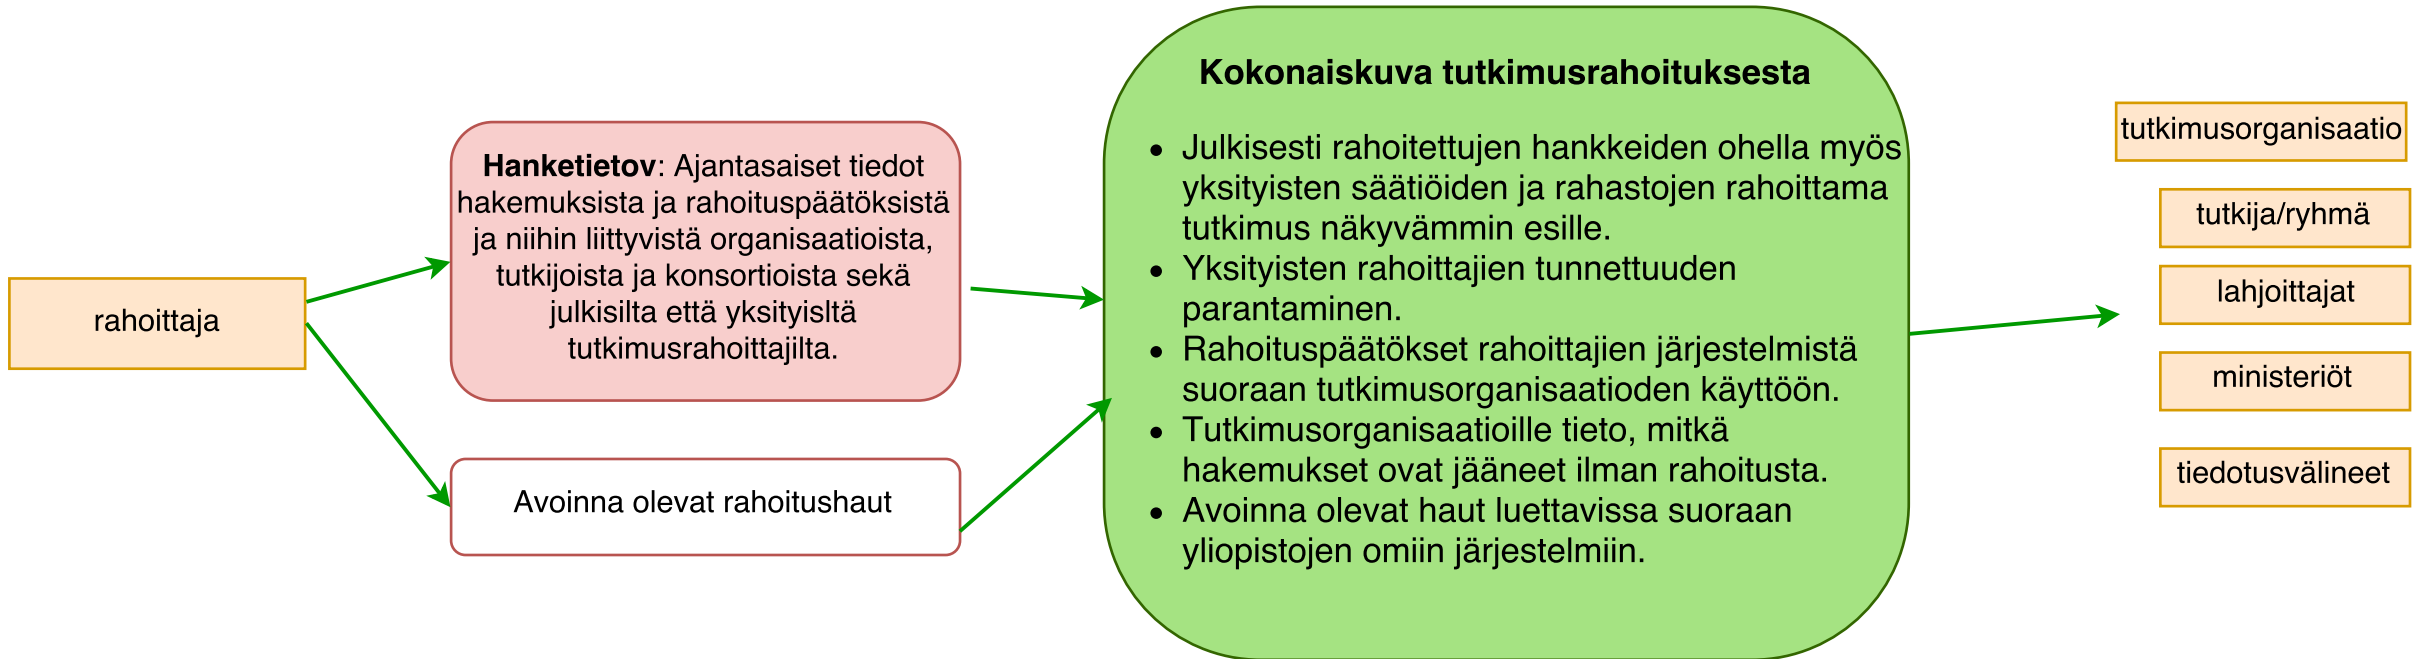 rahoittaja
Hanketietov: Ajantasaiset tiedot
hakemuksista ja rahoituspäätöksistä
ja niihin liittyvistä organisaatioista,
tutkijoista ja konsortioista sekä
julkisilta että yksityisltä
tutkimusrahoittajilta.
Avoinna olevat rahoitushaut
Kokonaiskuva tutkimusrahoituksesta
• Julkisesti rahoitettujen hankkeiden ohella myös
yksityisten säätiöiden ja rahastojen rahoittama
tutkimus näkyvämmin esille.
• Yksityisten rahoittajien tunnettuuden
parantaminen.
• Rahoituspäätökset rahoittajien järjestelmistä
suoraan tutkimusorganisaatioden käyttöön.
• Tutkimusorganisaatioille tieto, mitkä
hakemukset ovat jääneet ilman rahoitusta.
• Avoinna olevat haut luettavissa suoraan
yliopistojen omiin järjestelmiin.
tutkimusorganisaatio
tutkija/ryhmä
lahjoittajat
ministeriöt
tiedotusvälineet